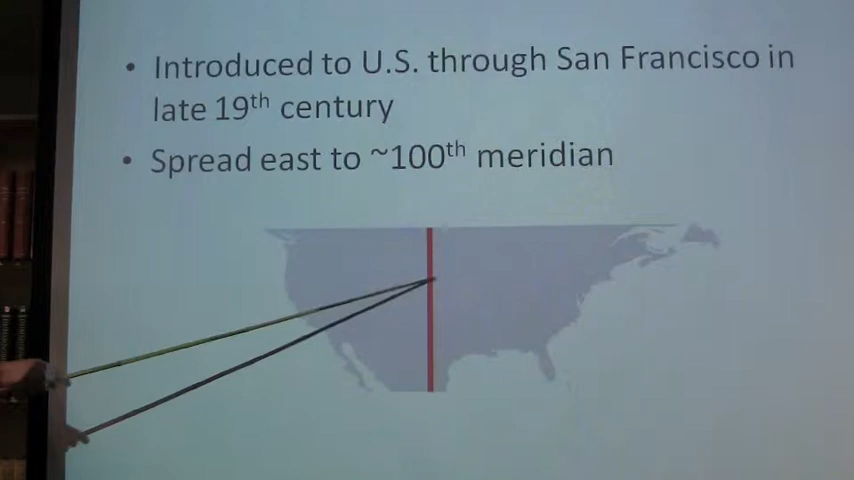 • Introduced to U.S. through San Francisco in
late 19th century
• Spread east to ~100th meridian